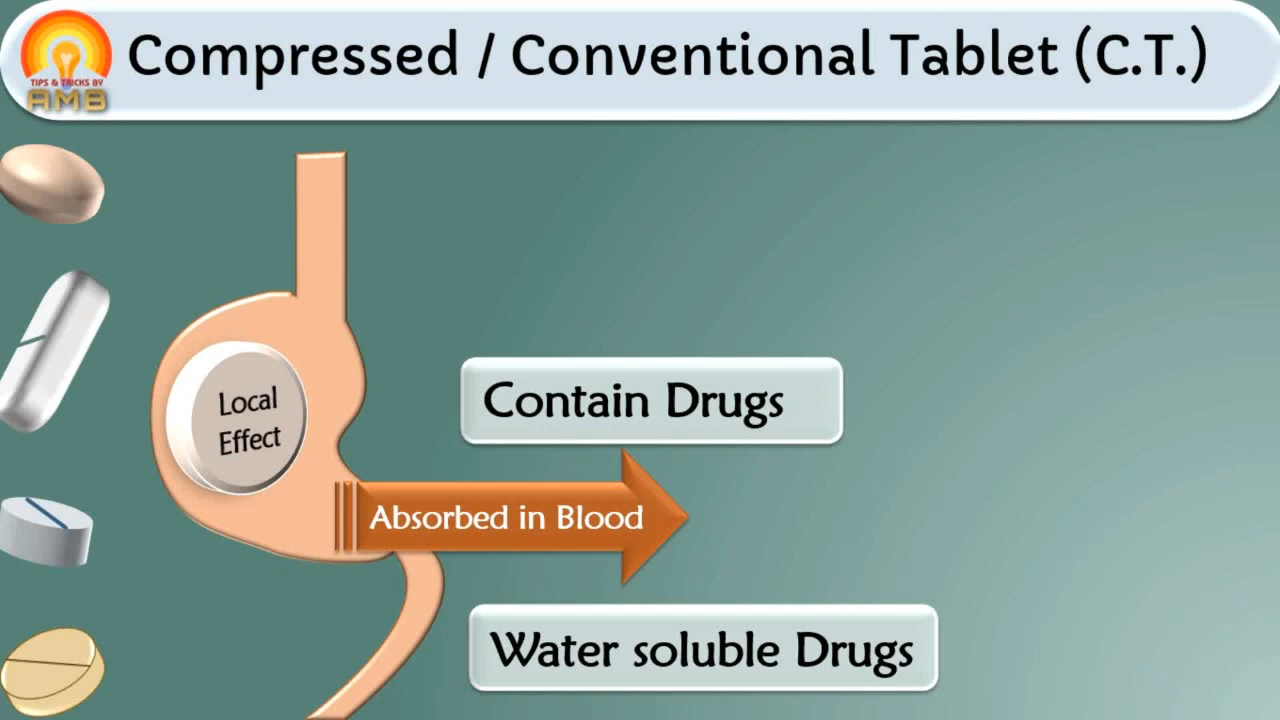 Compressed / Conventional Tablet (C.T.)
TIPS & TRICKS BY
AMB
Local
Effect
Contain Drugs
Absorbed in Blood
Water soluble Drugs